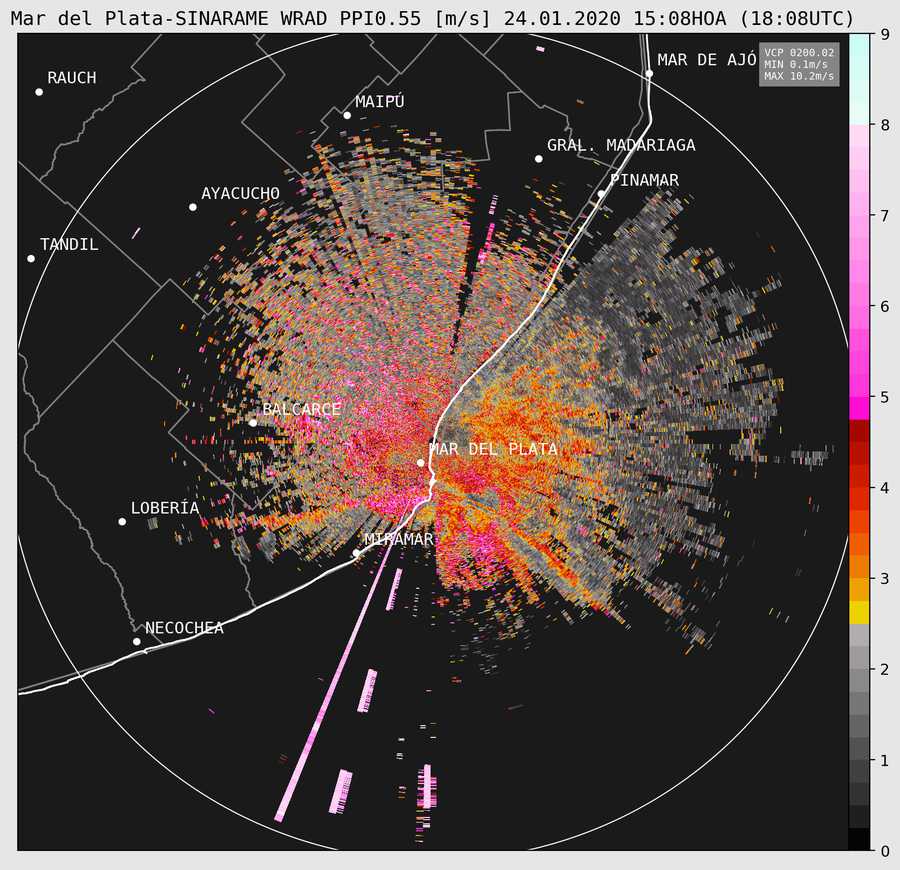 Mar del Plata-SINARAME WRAD PPI0.55 [m/s] 24.01.2020 15:08HOA (18:08UTC)
9
VCP 0200.02
MIN 0.1m/s
MAX 10.2m/s
MAR DE AJÓ
RAUCH
MAIPÚ
8
GRAL. MADARIAGA
PINAMAR
AYACUCHO
7
TANDIL
6
5
BALCARCE
MAR DEL PLATA
4
LOBERÍA
MIRAMAR
3
NECOCHEA
2
1
0